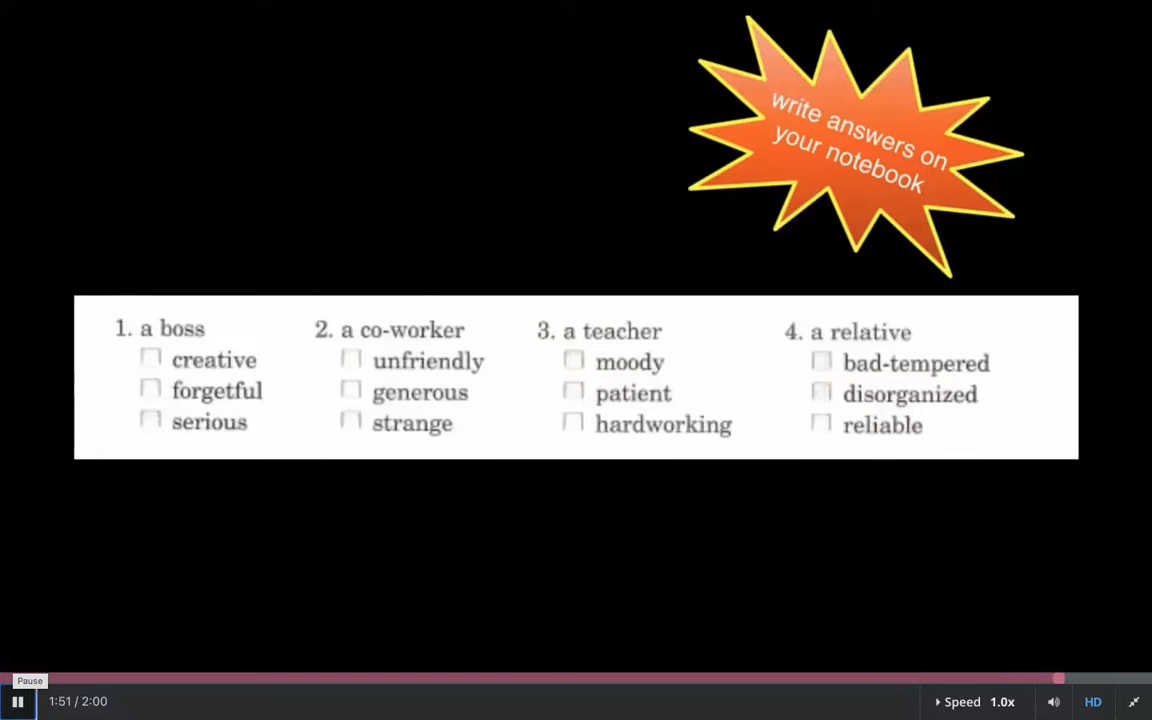 write answers on
your notebook
1. a boss
creative
forgetful
serious
2. a co-worker
unfriendly
generous
strange
3. a teacher
moody
patient
hardworking
4. a relative
bad-tempered
disorganized
reliable
Pause
1:51 / 2:00
Speed 1.0x
HD